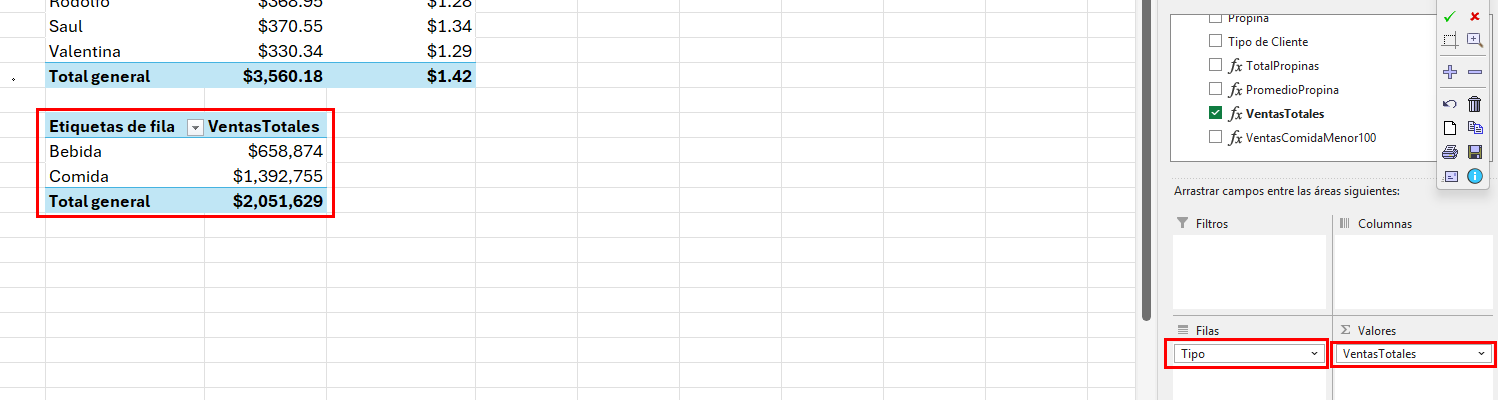 Rodolfo $368.95 $1.28
Saul $370.55 $1.34
Valentina $330.34 $1.29
Total general $3,560.18 $1.42
Etiquetas de fila VentasTotales
Bebida $658,874
Comida $1,392,755
Total general $2,051,629
Propina
Tipo de Cliente
fx TotalPropinas
fx PromedioPropina
fx VentasTotales
fx VentasComidaMenor100
Arrastrar campos entre las áreas siguientes:
Filtros
Columnas
Filas
Σ Valores
Tipo
VentasTotales